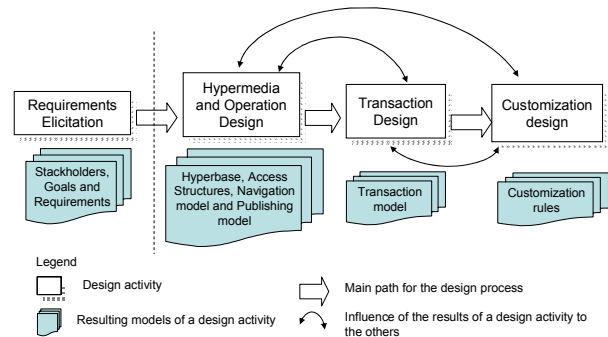 Requirements
Elicitation
Hypermedia
and Operation
Design
Transaction
Design
Customization
design
Stackholders,
Goals and
Requirements
Hyperbase, Access
Structures, Navigation
model and Publishing
model
Transaction
model
Customization
rules
Legend
Design activity
Main path for the design process
Resulting models of a design activity
Influence of the results of a design activity to
the others